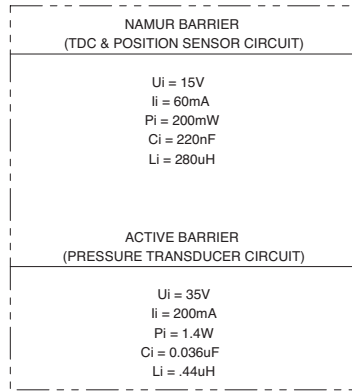 NAMUR BARRIER
(TDC & POSITION SENSOR CIRCUIT)
Ui = 15V
Ii = 60mA
Pi = 200mW
Ci = 220nF
Li = 280uH
ACTIVE BARRIER
(PRESSURE TRANSDUCER CIRCUIT)
Ui = 35V
Ii = 200mA
Pi = 1.4W
Ci = 0.036uF
Li = .44uH